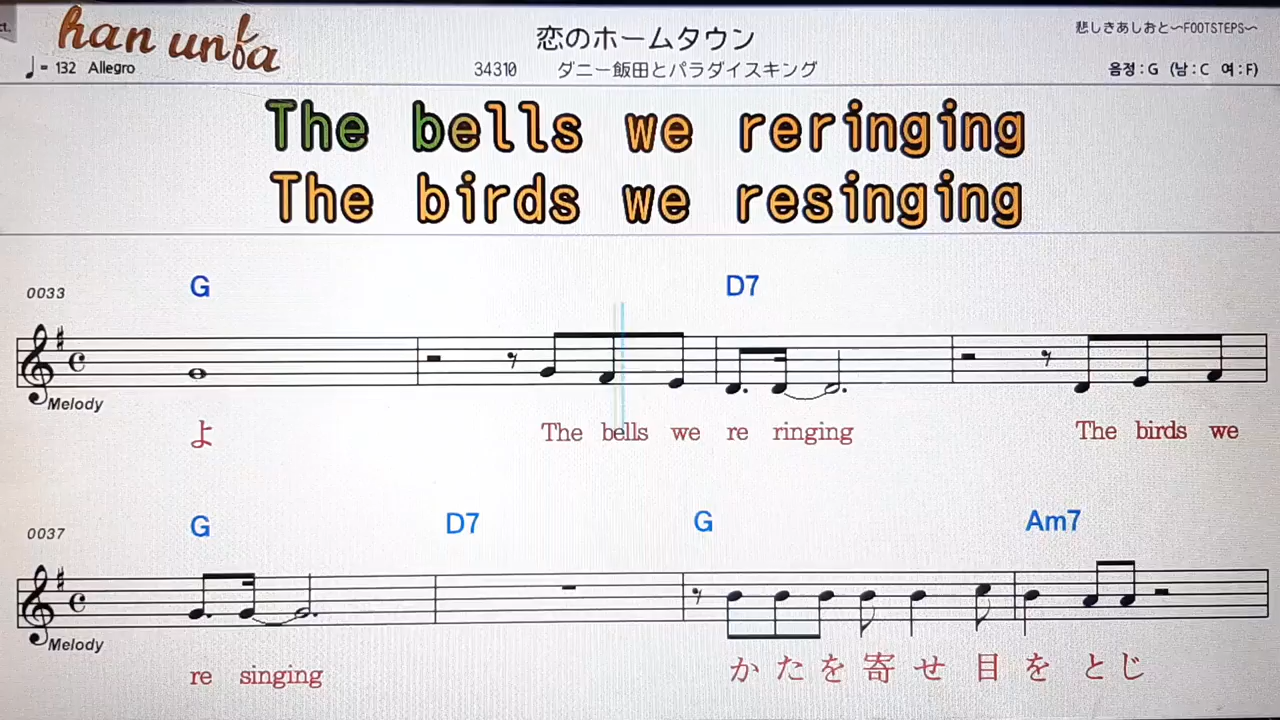 ct.
han unfa
恋のホームタウン
悲しきあしおと〜FOOTSTEPS〜
♩= 132 Allegro
34310 ダニー飯田とパラダイスキング
음정 : G (남 : C 여 : F)
The bells we reringing
The birds we resinging
0033
G D7
Melody
よ The bells we re ringing The birds we
0037
G D7 G Am7
Melody
re singing かたを寄せ目をとじ